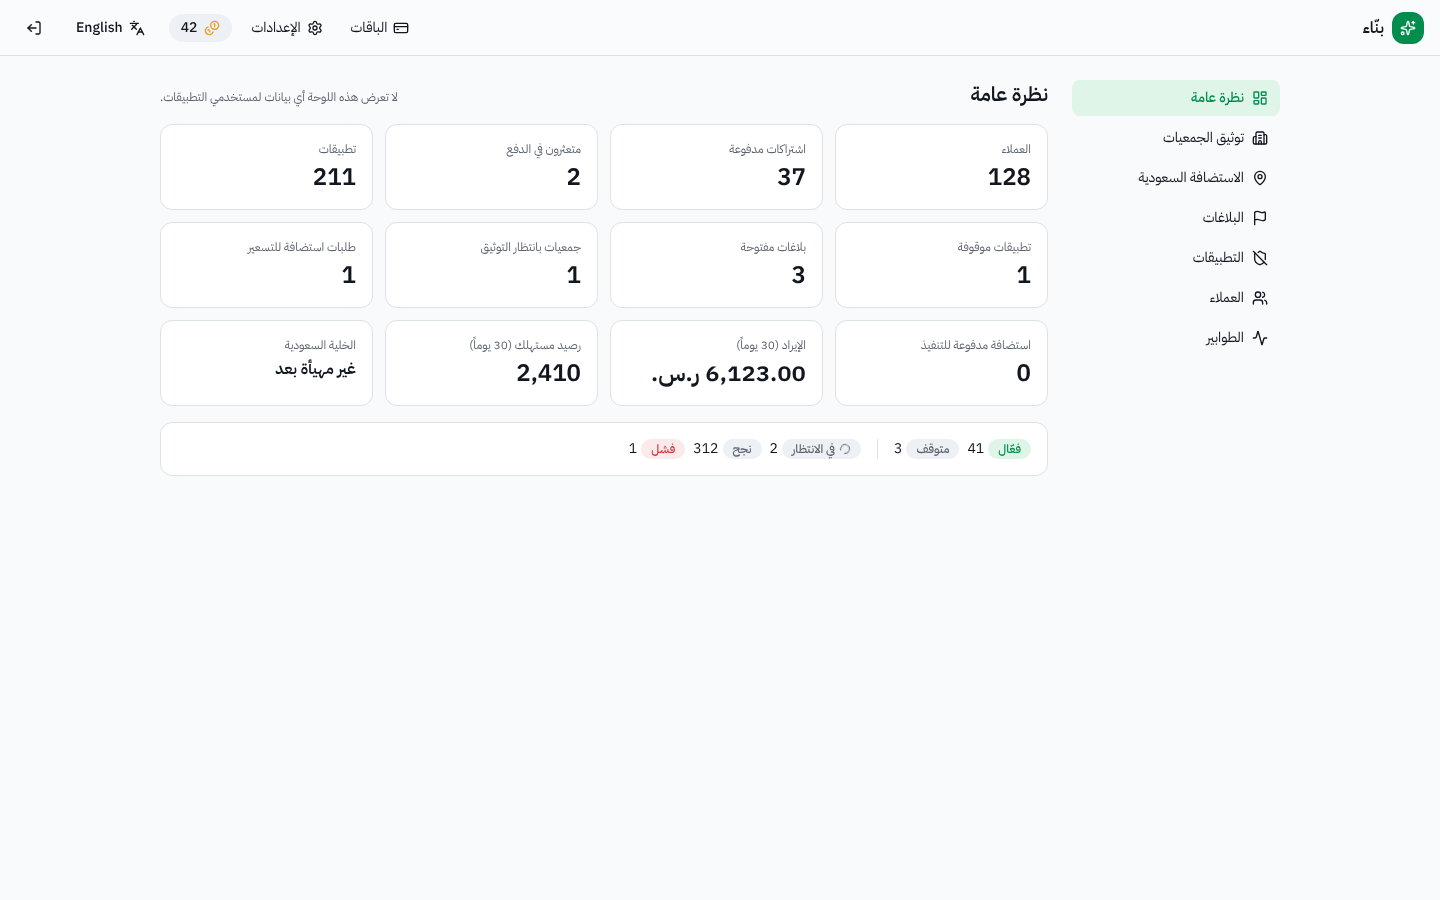 بنّاء
الباقات
الإعدادات
42
English
نظرة عامة
توثيق الجمعيات
الاستضافة السعودية
البلاغات
التطبيقات
العملاء
الطوابير
نظرة عامة
لا تعرض هذه اللوحة أي بيانات لمستخدمي التطبيقات.
العملاء
128
اشتراكات مدفوعة
37
متعثرون في الدفع
2
تطبيقات
211
تطبيقات موقوفة
1
بلاغات مفتوحة
3
جمعيات بانتظار التوثيق
1
طلبات استضافة للتسعير
1
استضافة مدفوعة للتنفيذ
0
الإيراد (30 يوماً)
6,123.00 ر.س.
رصيد مستهلك (30 يوماً)
2,410
الخلية السعودية
غير مهيأة بعد
فعّال 41 متوقف 3 في الانتظار 2 نجح 312 فشل 1